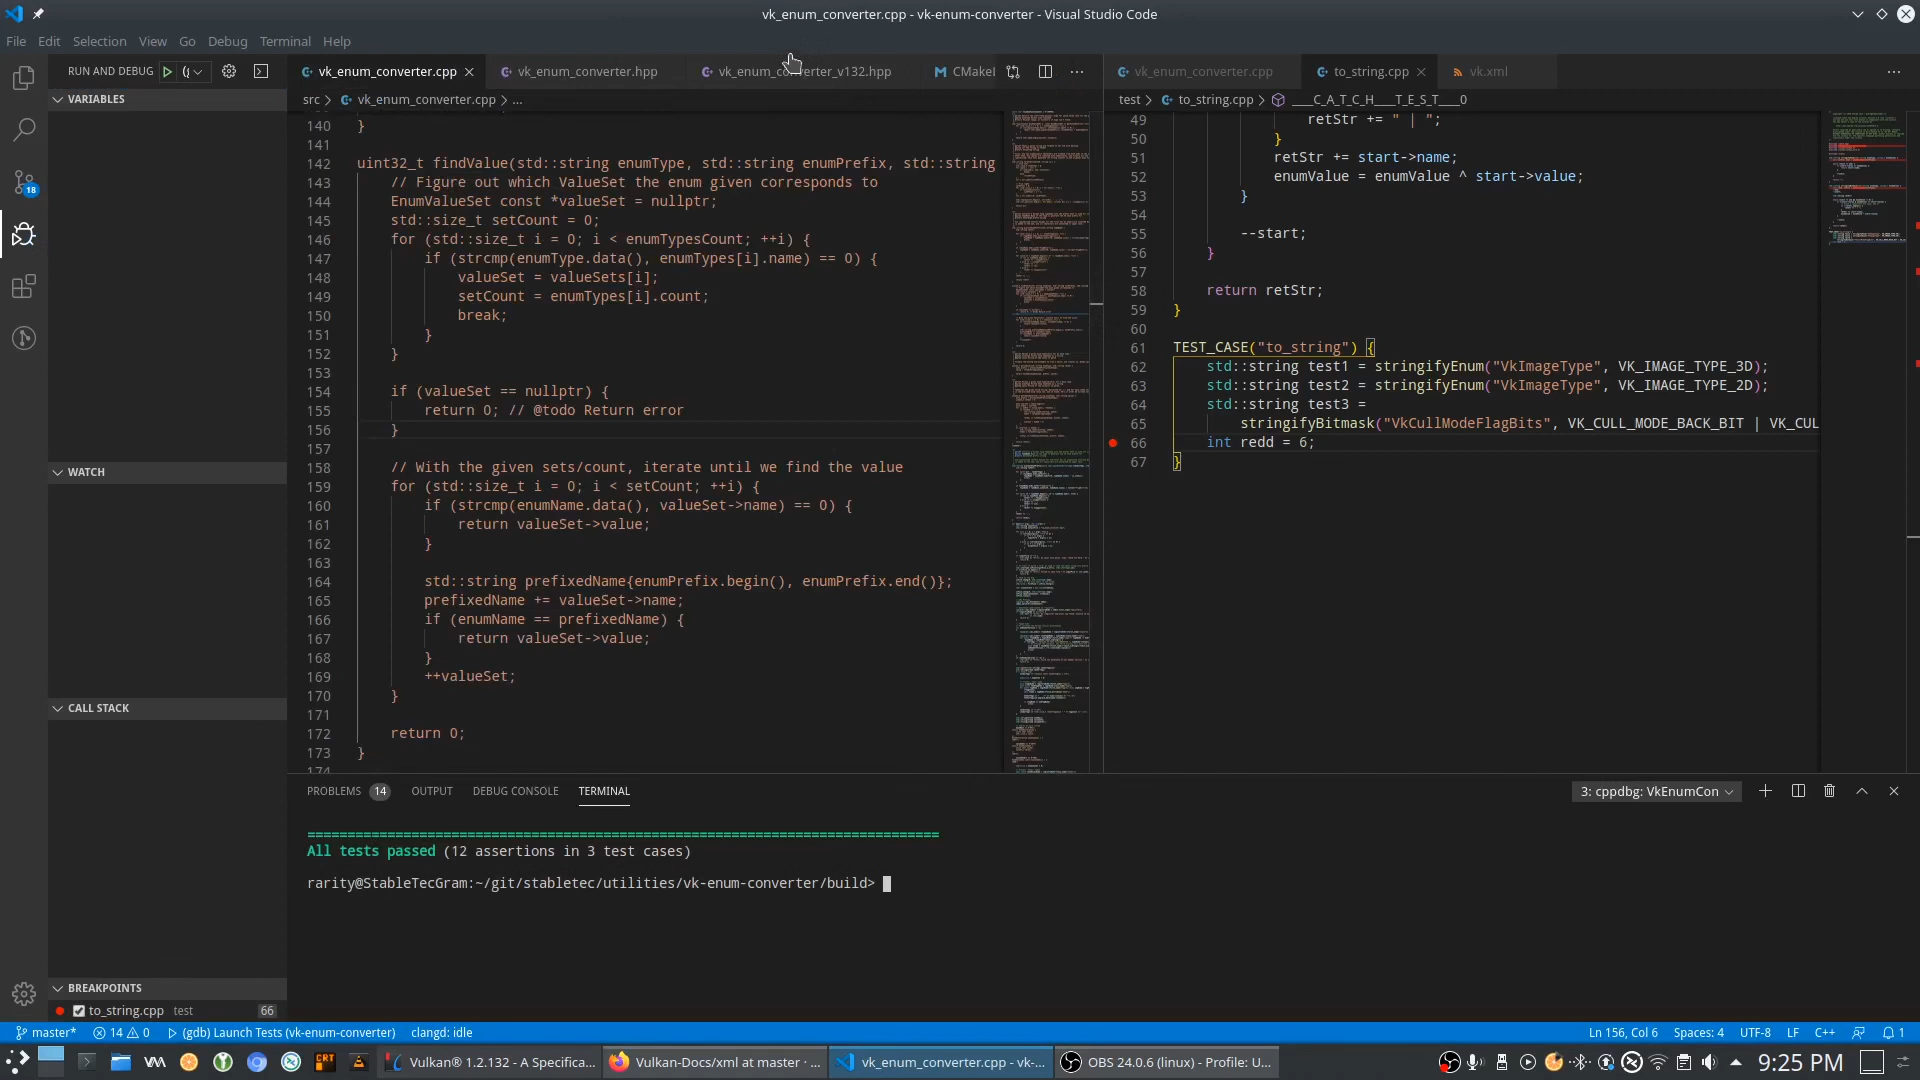 vk_enum_converter.cpp - vk-enum-converter - Visual Studio Code
File Edit Selection View Go Debug Terminal Help
RUN AND DEBUG
vk_enum_converter.cpp
vk_enum_converter.hpp
vk_enum_converter_v132.hpp
CMakel
vk_enum_converter.cpp
to_string.cpp
vk.xml
VARIABLES
src > vk_enum_converter.cpp > ...
test > to_string.cpp > ____C_A_T_C_H____T_E_S_T____0
140 }
141
142 uint32_t findValue(std::string enumType, std::string enumPrefix, std::string
143 // Figure out which ValueSet the enum given corresponds to
144 EnumValueSet const *valueSet = nullptr;
145 std::size_t setCount = 0;
146 for (std::size_t i = 0; i < enumTypesCount; ++i) {
147 if (strcmp(enumType.data(), enumTypes[i].name) == 0) {
148 valueSet = valueSets[i];
149 setCount = enumTypes[i].count;
150 break;
151 }
152 }
153
154 if (valueSet == nullptr) {
155 return 0; // @todo Return error
156 }
157
158 // With the given sets/count, iterate until we find the value
159 for (std::size_t i = 0; i < setCount; ++i) {
160 if (strcmp(enumName.data(), valueSet->name) == 0) {
161 return valueSet->value;
162 }
163
164 std::string prefixedName{enumPrefix.begin(), enumPrefix.end()};
165 prefixedName += valueSet->name;
166 if (enumName == prefixedName) {
167 return valueSet->value;
168 }
169 ++valueSet;
170 }
171
172 return 0;
173 }
174
49 retStr += " | ";
50 }
51 retStr += start->name;
52 enumValue = enumValue ^ start->value;
53 }
54
55 --start;
56 }
57
58 return retStr;
59 }
60
61 TEST_CASE("to_string") {
62 std::string test1 = stringifyEnum("VkImageType", VK_IMAGE_TYPE_3D);
63 std::string test2 = stringifyEnum("VkImageType", VK_IMAGE_TYPE_2D);
64 std::string test3 =
65 stringifyBitmask("VkCullModeFlagBits", VK_CULL_MODE_BACK_BIT | VK_CUL
66 int redd = 6;
67 }
WATCH
CALL STACK
BREAKPOINTS
to_string.cpp test 66
18
PROBLEMS 14 OUTPUT DEBUG CONSOLE TERMINAL
3: cppdbg: VkEnumCon
===============================================================================
All tests passed (12 assertions in 3 test cases)
rarity@StableTecGram:~/git/stabletec/utilities/vk-enum-converter/build>
master* 14 0 (gdb) Launch Tests (vk-enum-converter) clangd: idle
Ln 156, Col 6 Spaces: 4 UTF-8 LF C++ 1
Vulkan® 1.2.132 - A Specifica...
Vulkan-Docs/xml at master · ...
vk_enum_converter.cpp - vk-...
OBS 24.0.6 (linux) - Profile: U...
9:25 PM